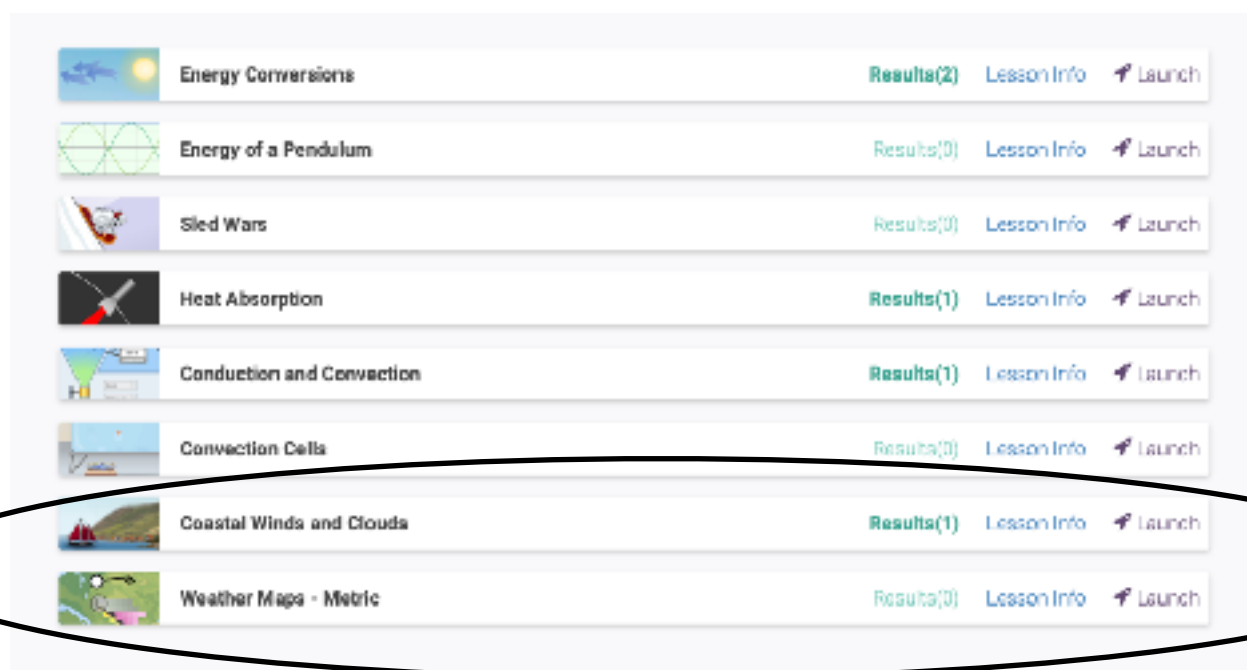 Energy Conversions Results(2) Lesson Info Launch
Energy of a Pendulum Results(0) Lesson Info Launch
Sled Wars Results(0) Lesson Info Launch
Heat Absorption Results(1) Lesson Info Launch
Conduction and Convection Results(1) Lesson Info Launch
Convection Cells Results(0) Lesson Info Launch
Coastal Winds and Clouds Results(1) Lesson Info Launch
Weather Maps - Metric Results(0) Lesson Info Launch